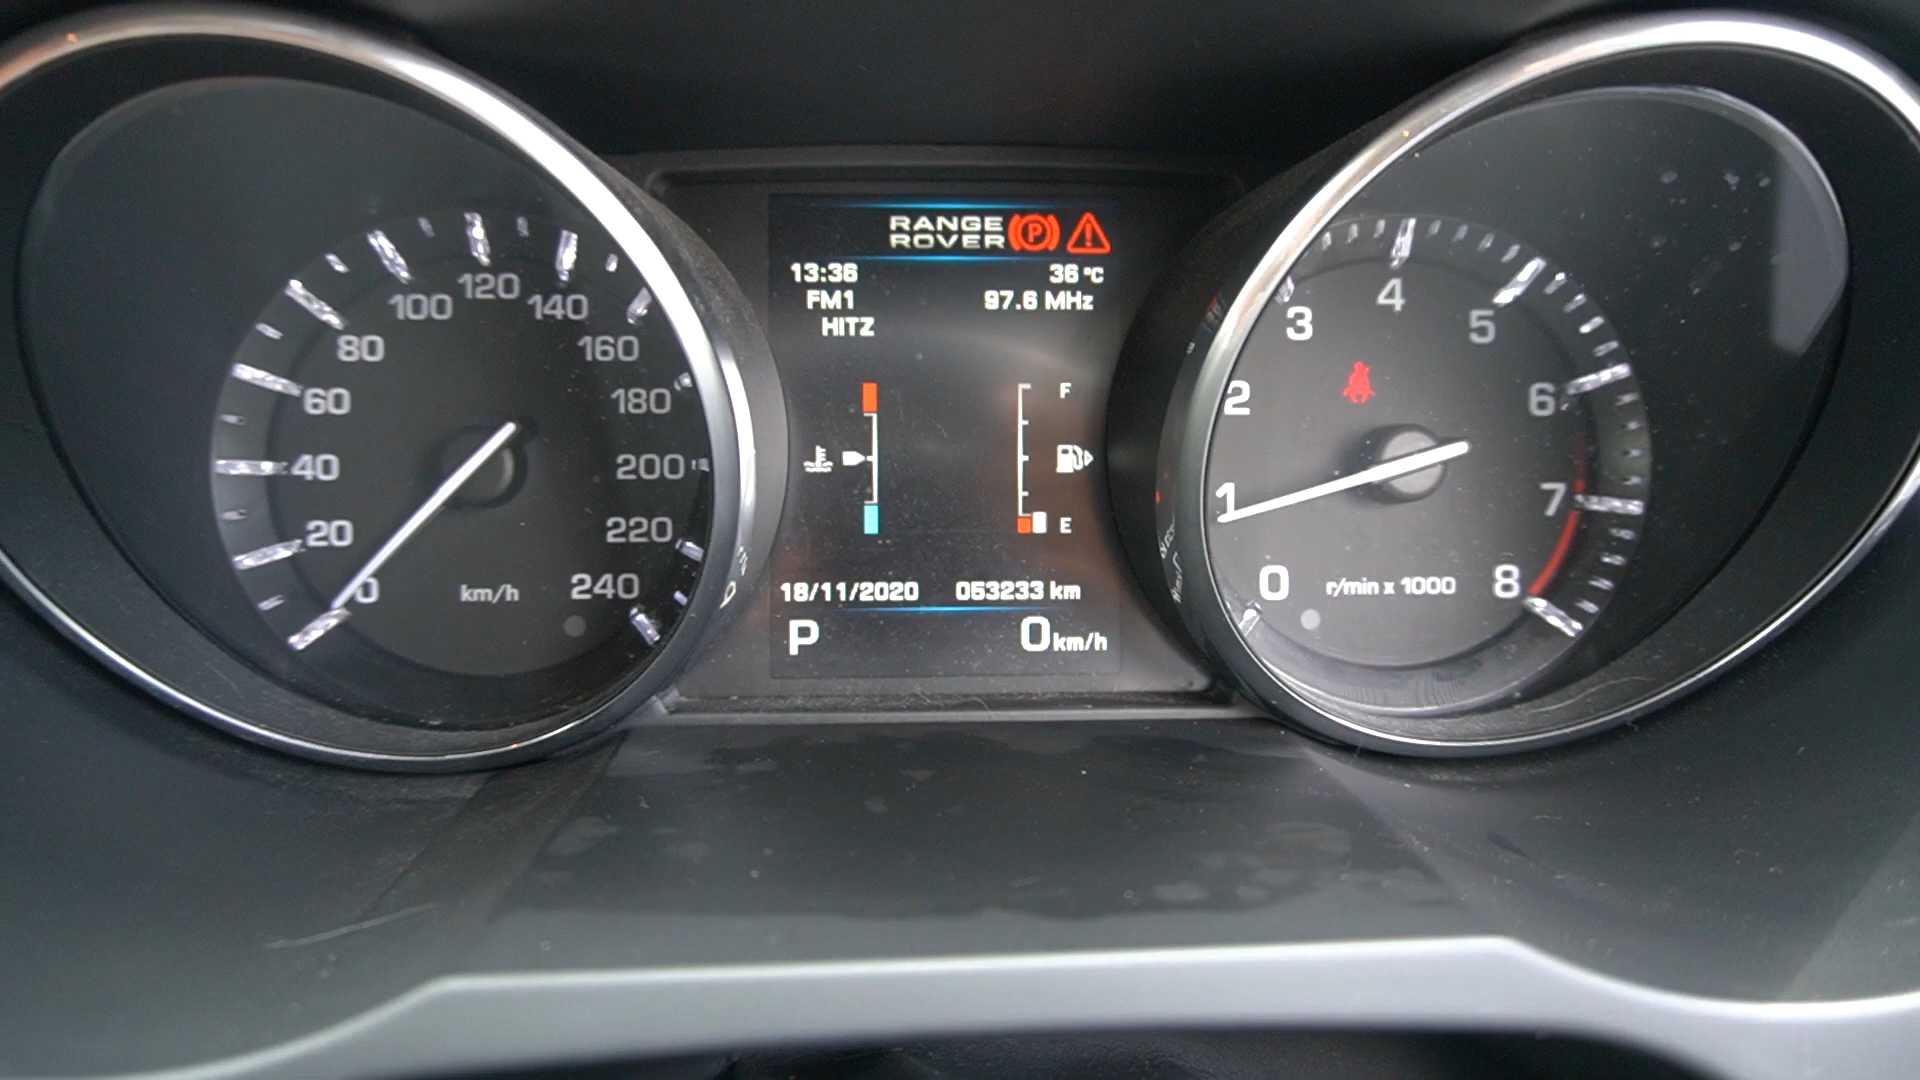 0
20
40
60
80
100
120
140
160
180
200
220
240
km/h
RANGE
ROVER
P
13:36 36 °C
FM1 97.6 MHz
HITZ
F
E
18/11/2020 053233 km
P 0 km/h
0
1
2
3
4
5
6
7
8
r/min x 1000